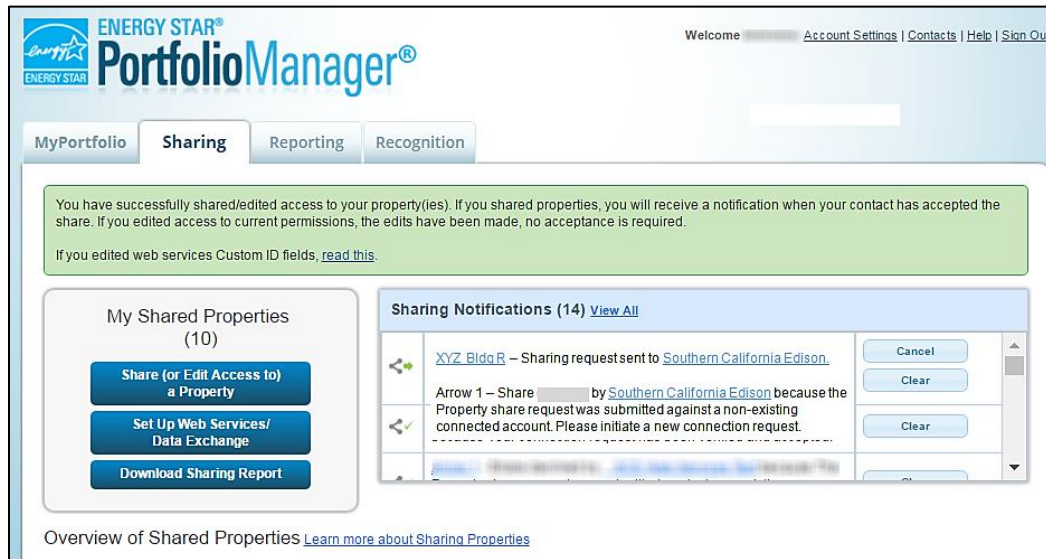 ENERGY STAR®
PortfolioManager®
energy
ENERGY STAR
Welcome Account Settings | Contacts | Help | Sign Ou
MyPortfolio Sharing Reporting Recognition
You have successfully shared/edited access to your property(ies). If you shared properties, you will receive a notification when your contact has accepted the
share. If you edited access to current permissions, the edits have been made, no acceptance is required.
If you edited web services Custom ID fields, read this.
My Shared Properties
(10)
Share (or Edit Access to)
a Property
Set Up Web Services/
Data Exchange
Download Sharing Report
Sharing Notifications (14) View All
XYZ Bldg R – Sharing request sent to Southern California Edison.
Cancel
Clear
Arrow 1 – Share by Southern California Edison because the
Property share request was submitted against a non-existing
connected account. Please initiate a new connection request.
Clear
Overview of Shared Properties Learn more about Sharing Properties